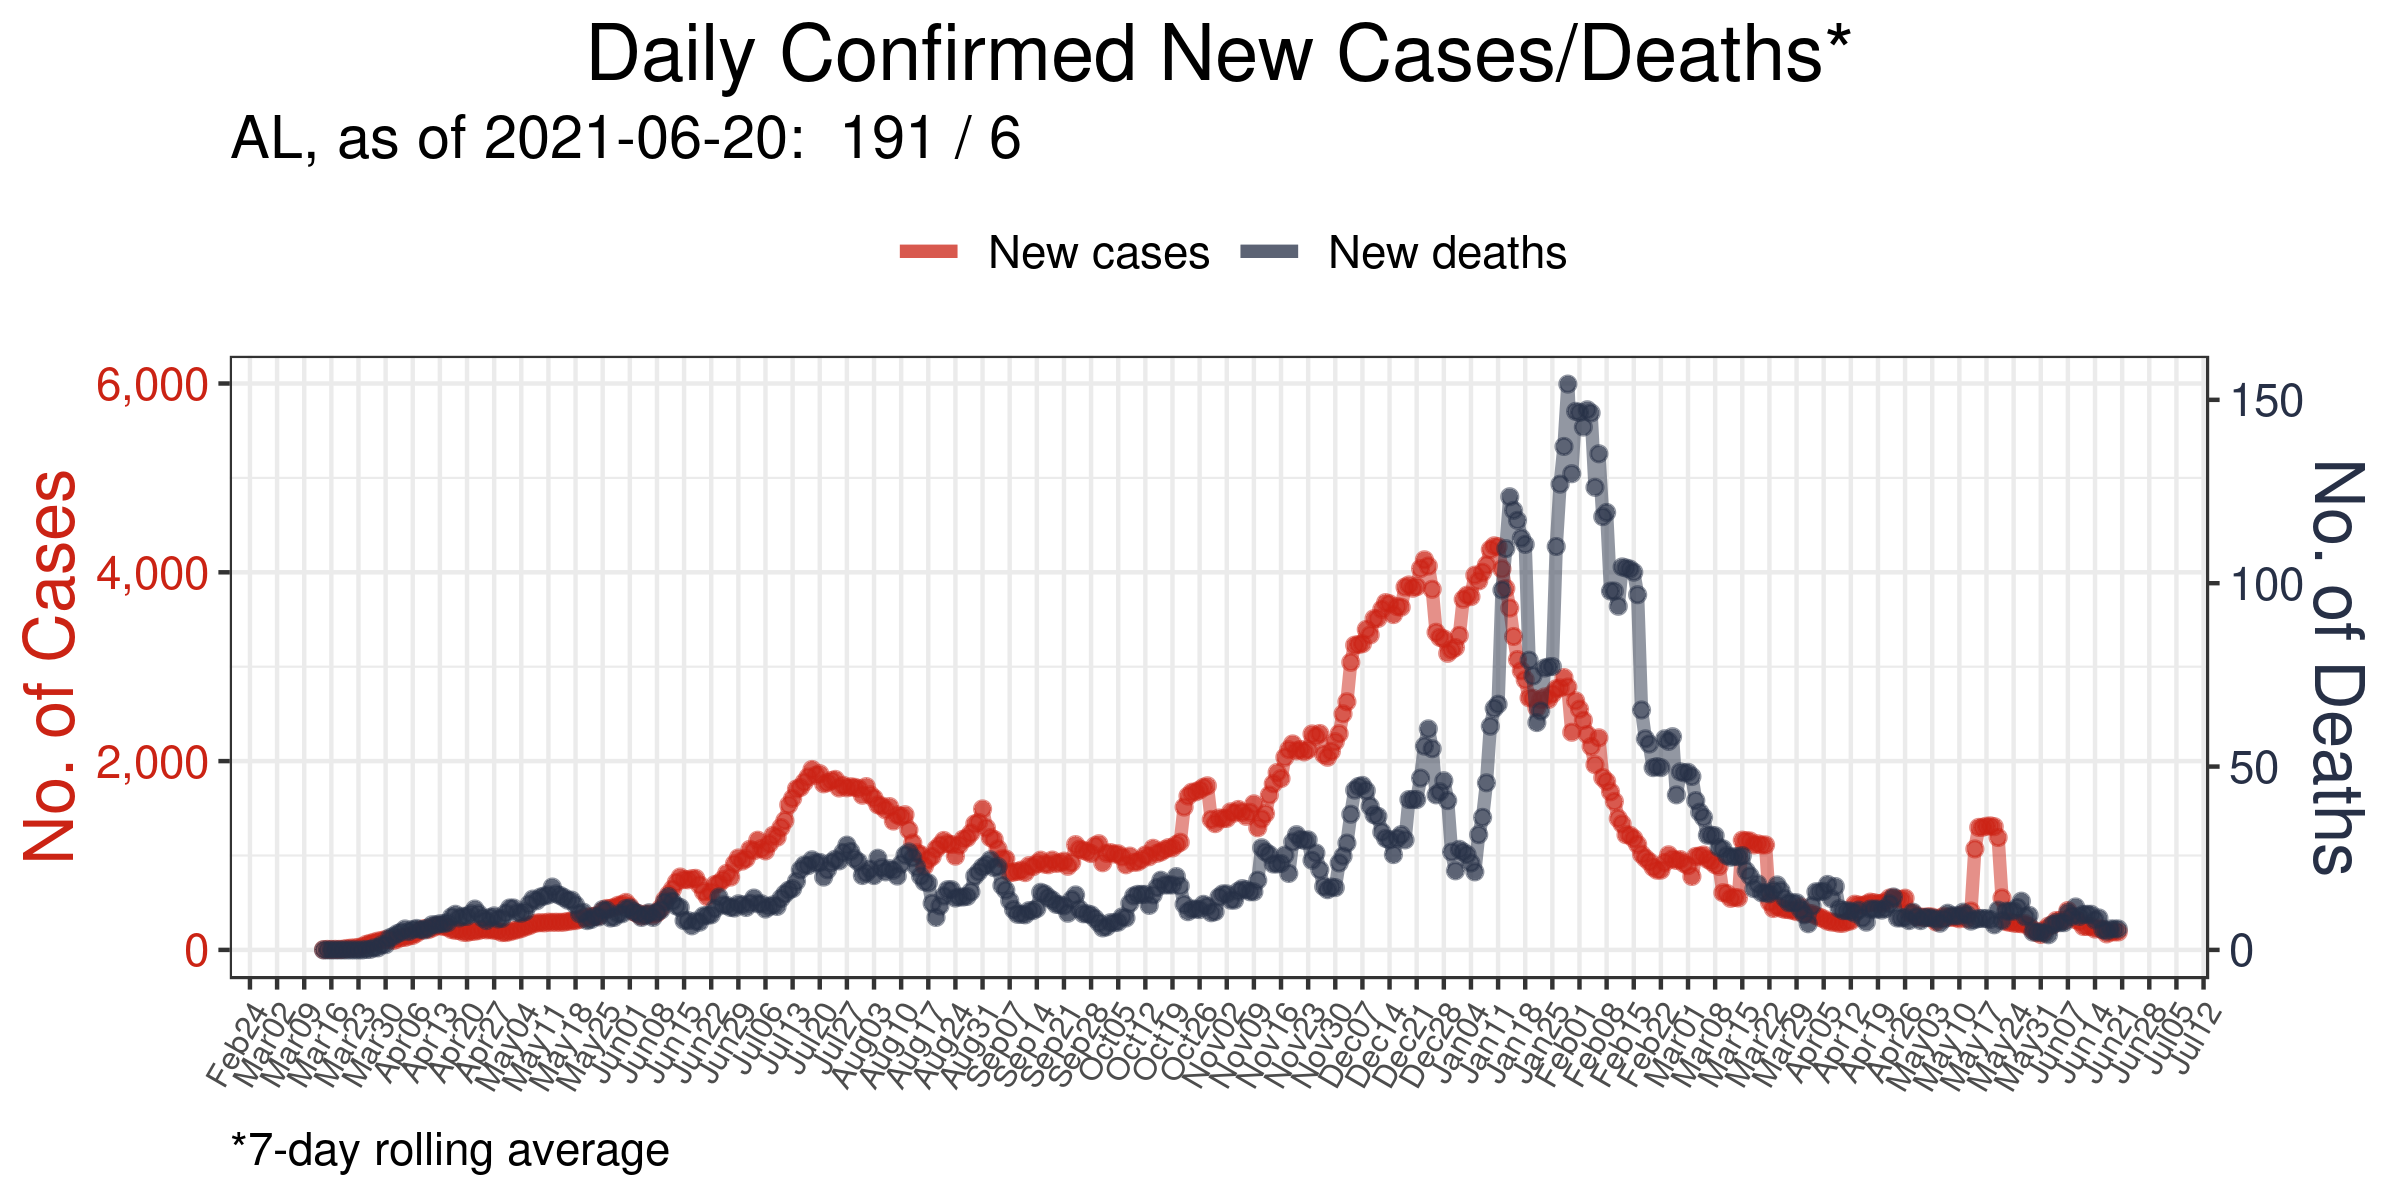 Daily Confirmed New Cases/Deaths*
AL, as of 2021-06-20:  191 / 6
New cases
New deaths
No. of Cases
6,000
4,000
2,000
0
150
100
50
0
No. of Deaths
Feb24
Mar02
Mar09
Mar16
Mar23
Mar30
Apr06
Apr13
Apr20
Apr27
May04
May11
May18
May25
Jun01
Jun08
Jun15
Jun22
Jun29
Jul06
Jul13
Jul20
Jul27
Aug03
Aug10
Aug17
Aug24
Aug31
Sep07
Sep14
Sep21
Sep28
Oct05
Oct12
Oct19
Oct26
Nov02
Nov09
Nov16
Nov23
Nov30
Dec07
Dec14
Dec21
Dec28
Jan04
Jan11
Jan18
Jan25
Feb01
Feb08
Feb15
Feb22
Mar01
Mar08
Mar15
Mar22
Mar29
Apr05
Apr12
Apr19
Apr26
May03
May10
May17
May24
May31
Jun07
Jun14
Jun21
Jun28
Jul05
Jul12
*7-day rolling average